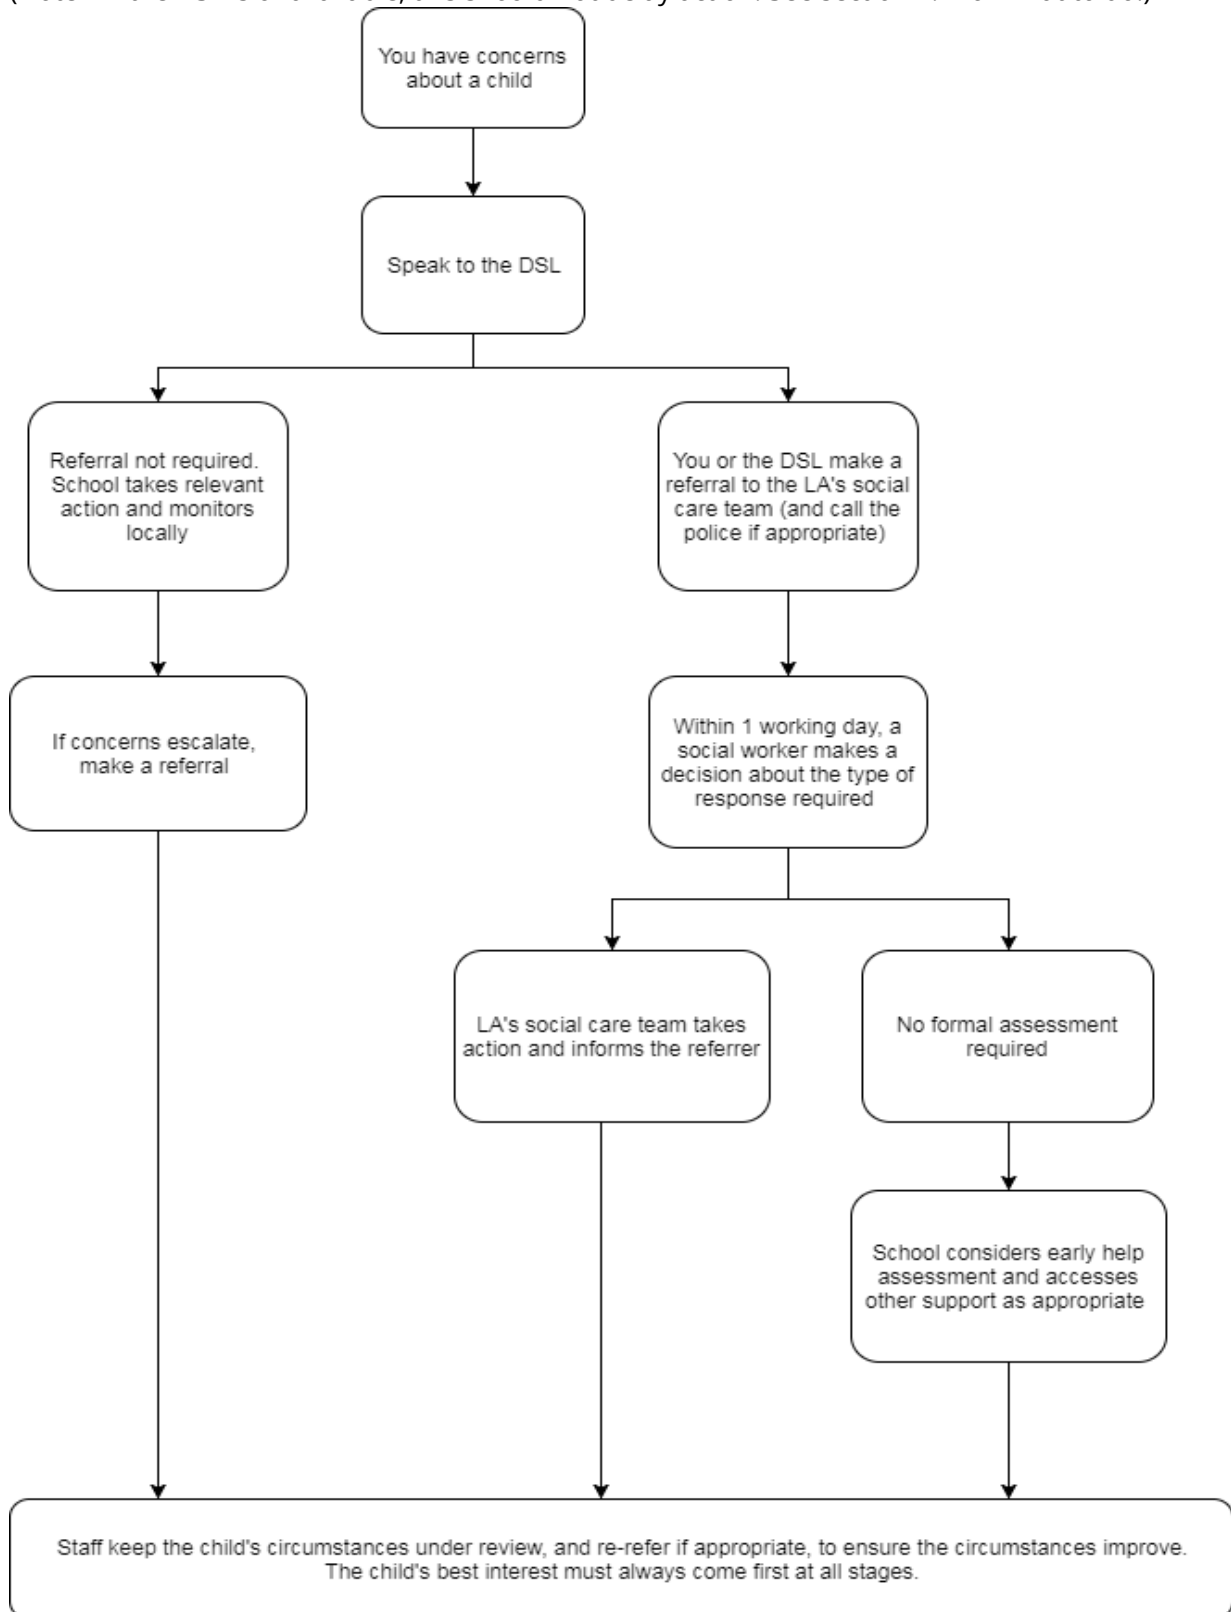 You have concerns
about a child
Speak to the DSL
Referral not required.
School takes relevant
action and monitors
locally
You or the DSL make a
referral to the LA's social
care team (and call the
police if appropriate)
If concerns escalate,
make a referral
Within 1 working day, a
social worker makes a
decision about the type of
response required
LA's social care team takes
action and informs the referrer
No formal assessment
required
School considers early help
assessment and accesses
other support as appropriate
Staff keep the child's circumstances under review, and re-refer if appropriate, to ensure the circumstances improve.
The child's best interest must always come first at all stages.